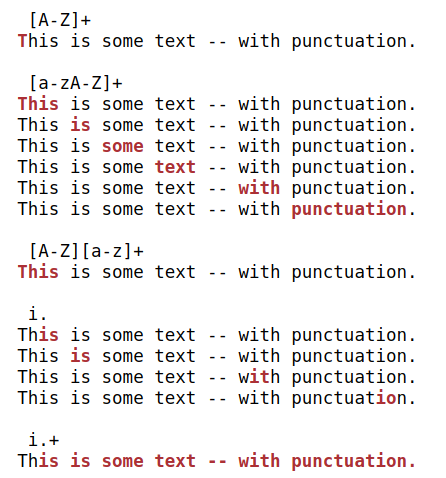 [A-Z]+
This is some text -- with punctuation.
[a-zA-Z]+
This is some text -- with punctuation.
This is some text -- with punctuation.
This is some text -- with punctuation.
This is some text -- with punctuation.
This is some text -- with punctuation.
This is some text -- with punctuation.
[A-Z][a-z]+
This is some text -- with punctuation.
i.
This is some text -- with punctuation.
This is some text -- with punctuation.
This is some text -- with punctuation.
This is some text -- with punctuation.
i.+
This is some text -- with punctuation.